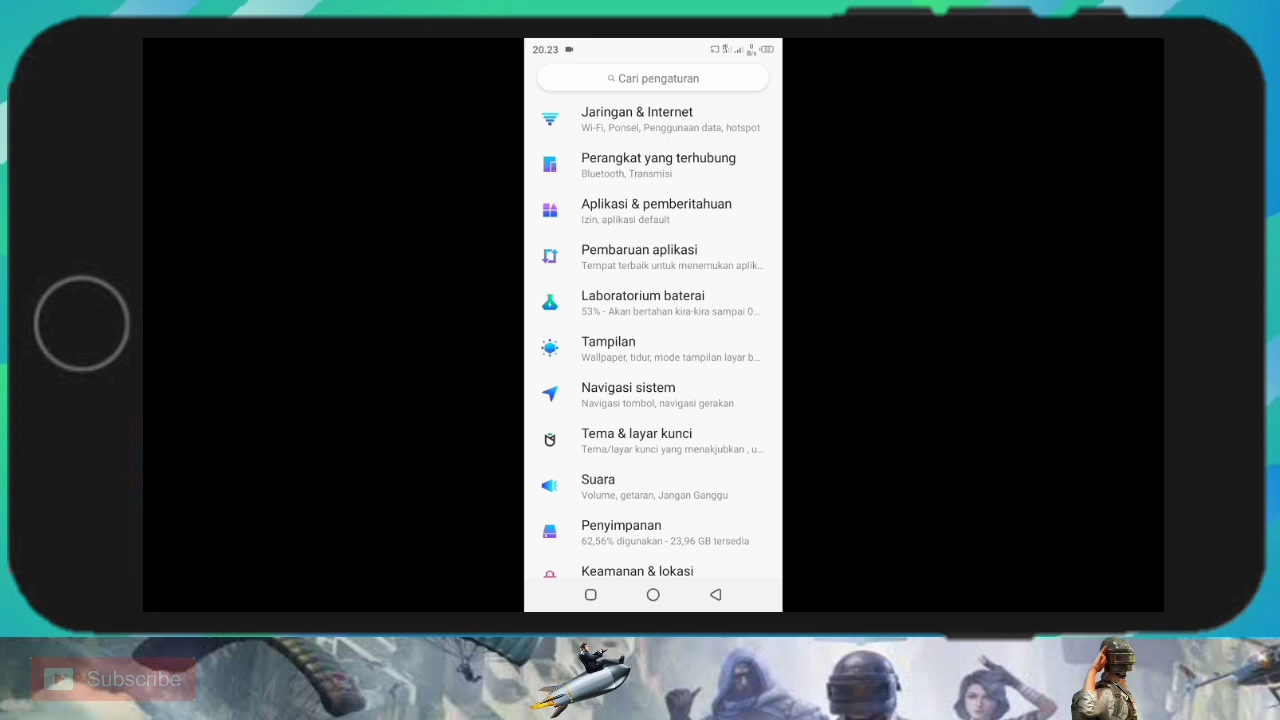 20.23
0
B/s
53
Cari pengaturan
Jaringan & Internet
Wi-Fi, Ponsel, Penggunaan data, hotspot
Perangkat yang terhubung
Bluetooth, Transmisi
Aplikasi & pemberitahuan
Izin, aplikasi default
Pembaruan aplikasi
Tempat terbaik untuk menemukan aplik...
Laboratorium baterai
53% - Akan bertahan kira-kira sampai 0...
Tampilan
Wallpaper, tidur, mode tampilan layar b...
Navigasi sistem
Navigasi tombol, navigasi gerakan
Tema & layar kunci
Tema/layar kunci yang menakjubkan , u...
Suara
Volume, getaran, Jangan Ganggu
Penyimpanan
62,56% digunakan - 23,96 GB tersedia
Keamanan & lokasi
Subscribe